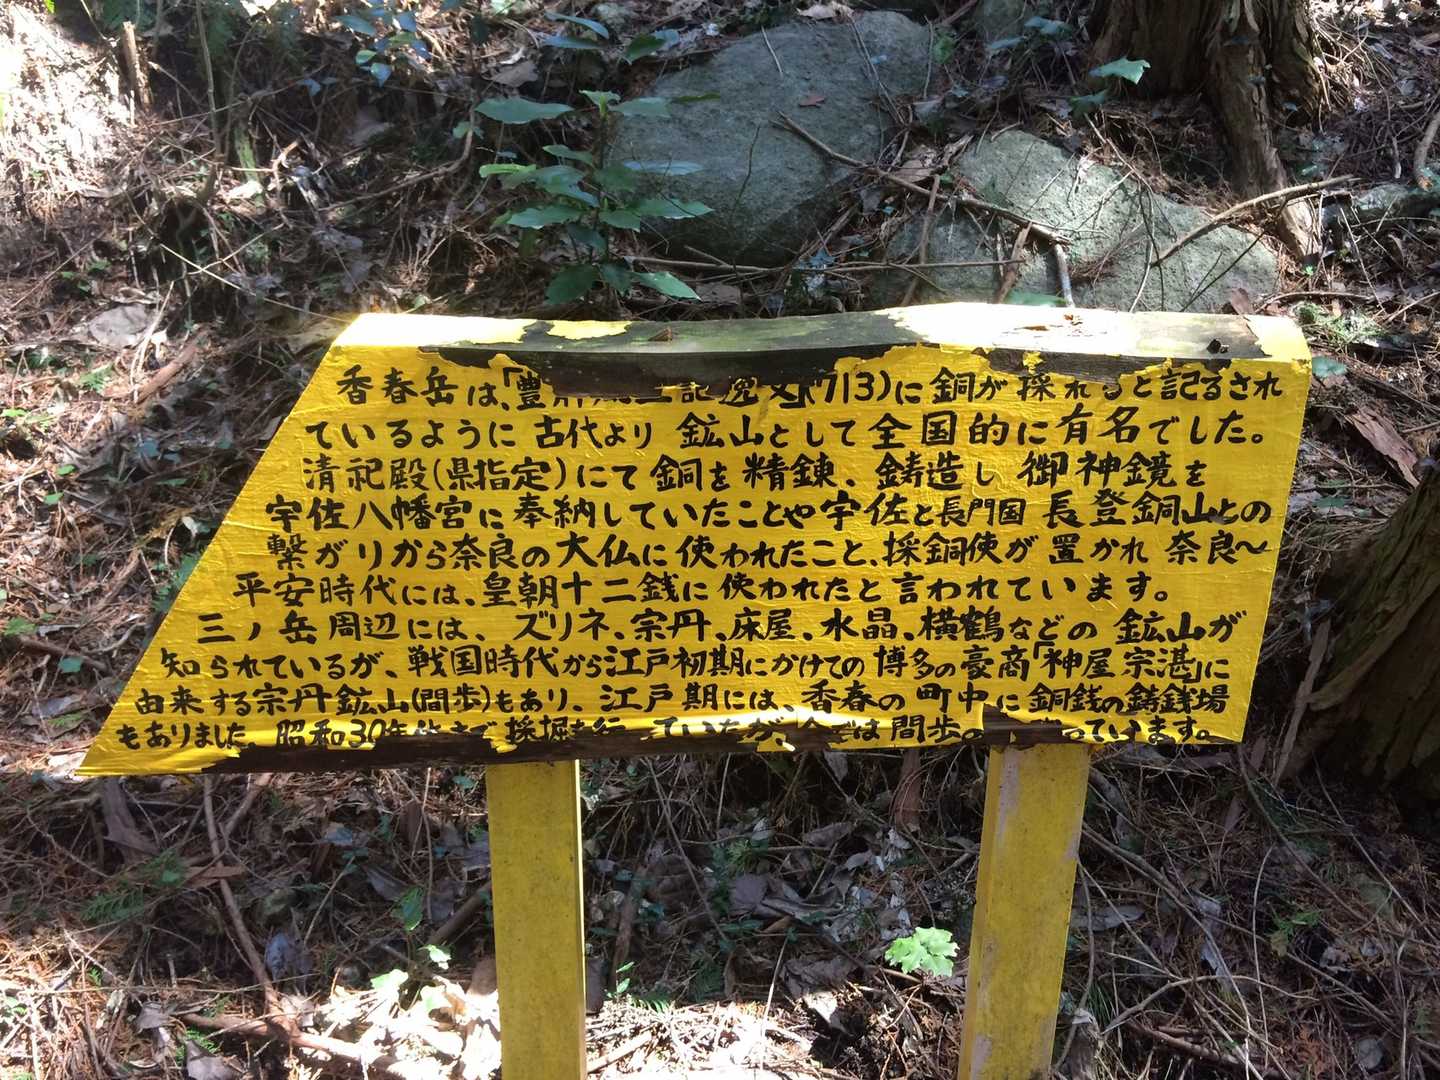 香春岳は、「豊前風土記逸文」(713)に銅が採れると記るされ
ているように古代より 鉱山として全国的に有名でした。
清祀殿(県指定)にて銅を精錬、鋳造し御神鏡を
宇佐八幡宮に奉納していたことや宇佐と長門国長登銅山との
繋がりから奈良の大仏に使われたこと、採銅使が置かれ奈良〜
平安時代には、皇朝十二銭に使われたと言われています。
三ノ岳周辺には、ズリネ、宗丹、床屋、水晶、横鶴などの鉱山が
知られているが、戦国時代から江戸初期にかけての博多の豪商「神屋宗湛」に
由来する宗丹鉱山(間歩)もあり、江戸期には、香春の町中に銅銭の鋳銭場
もありました。昭和30年代まで採掘を行っていたが、今では間歩の っています。